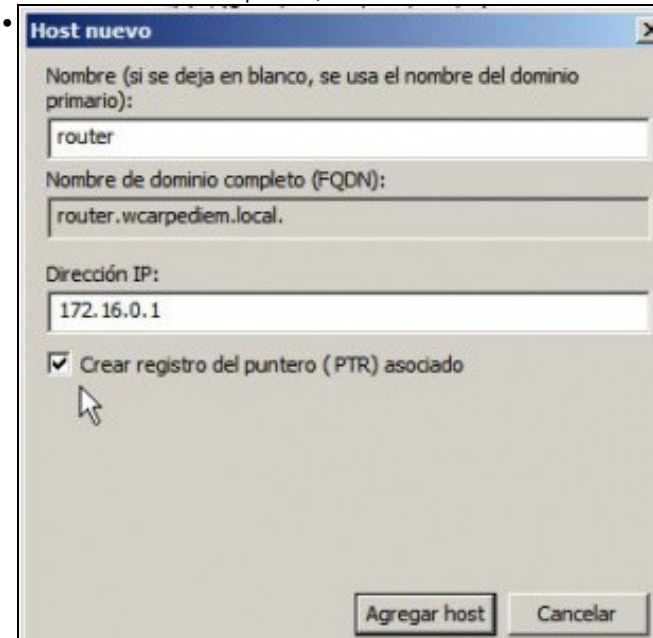 Host nuevo
Nombre (si se deja en blanco, se usa el nombre del dominio
primario):
router
Nombre de dominio completo (FQDN):
router.wcarpediem.local.
Dirección IP:
172.16.0.1
Crear registro del puntero (PTR) asociado
Agregar host Cancelar